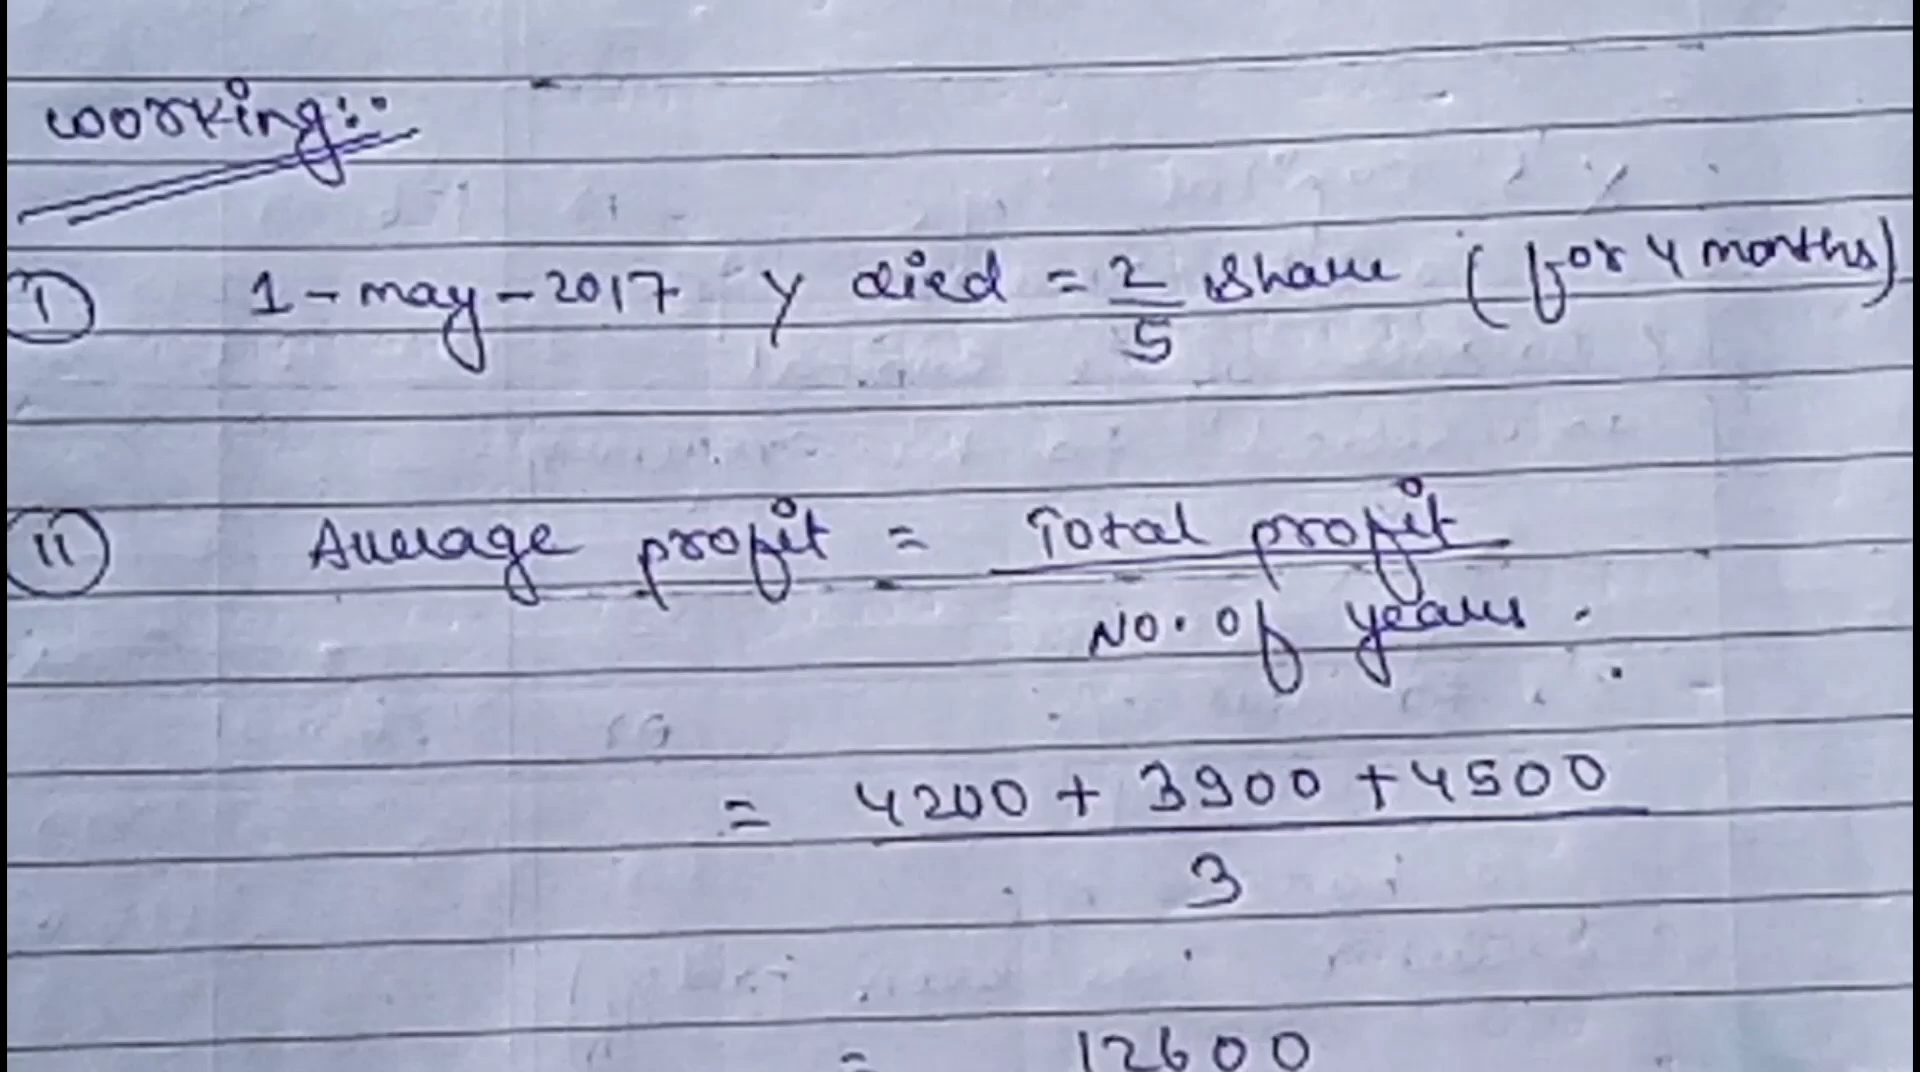 working:-
I 1-may-2017 Y died = 2/5 share (for 4 months)
II Average profit = Total profit / No. of years.
= 4200 + 3900 + 4500 / 3
= 12600